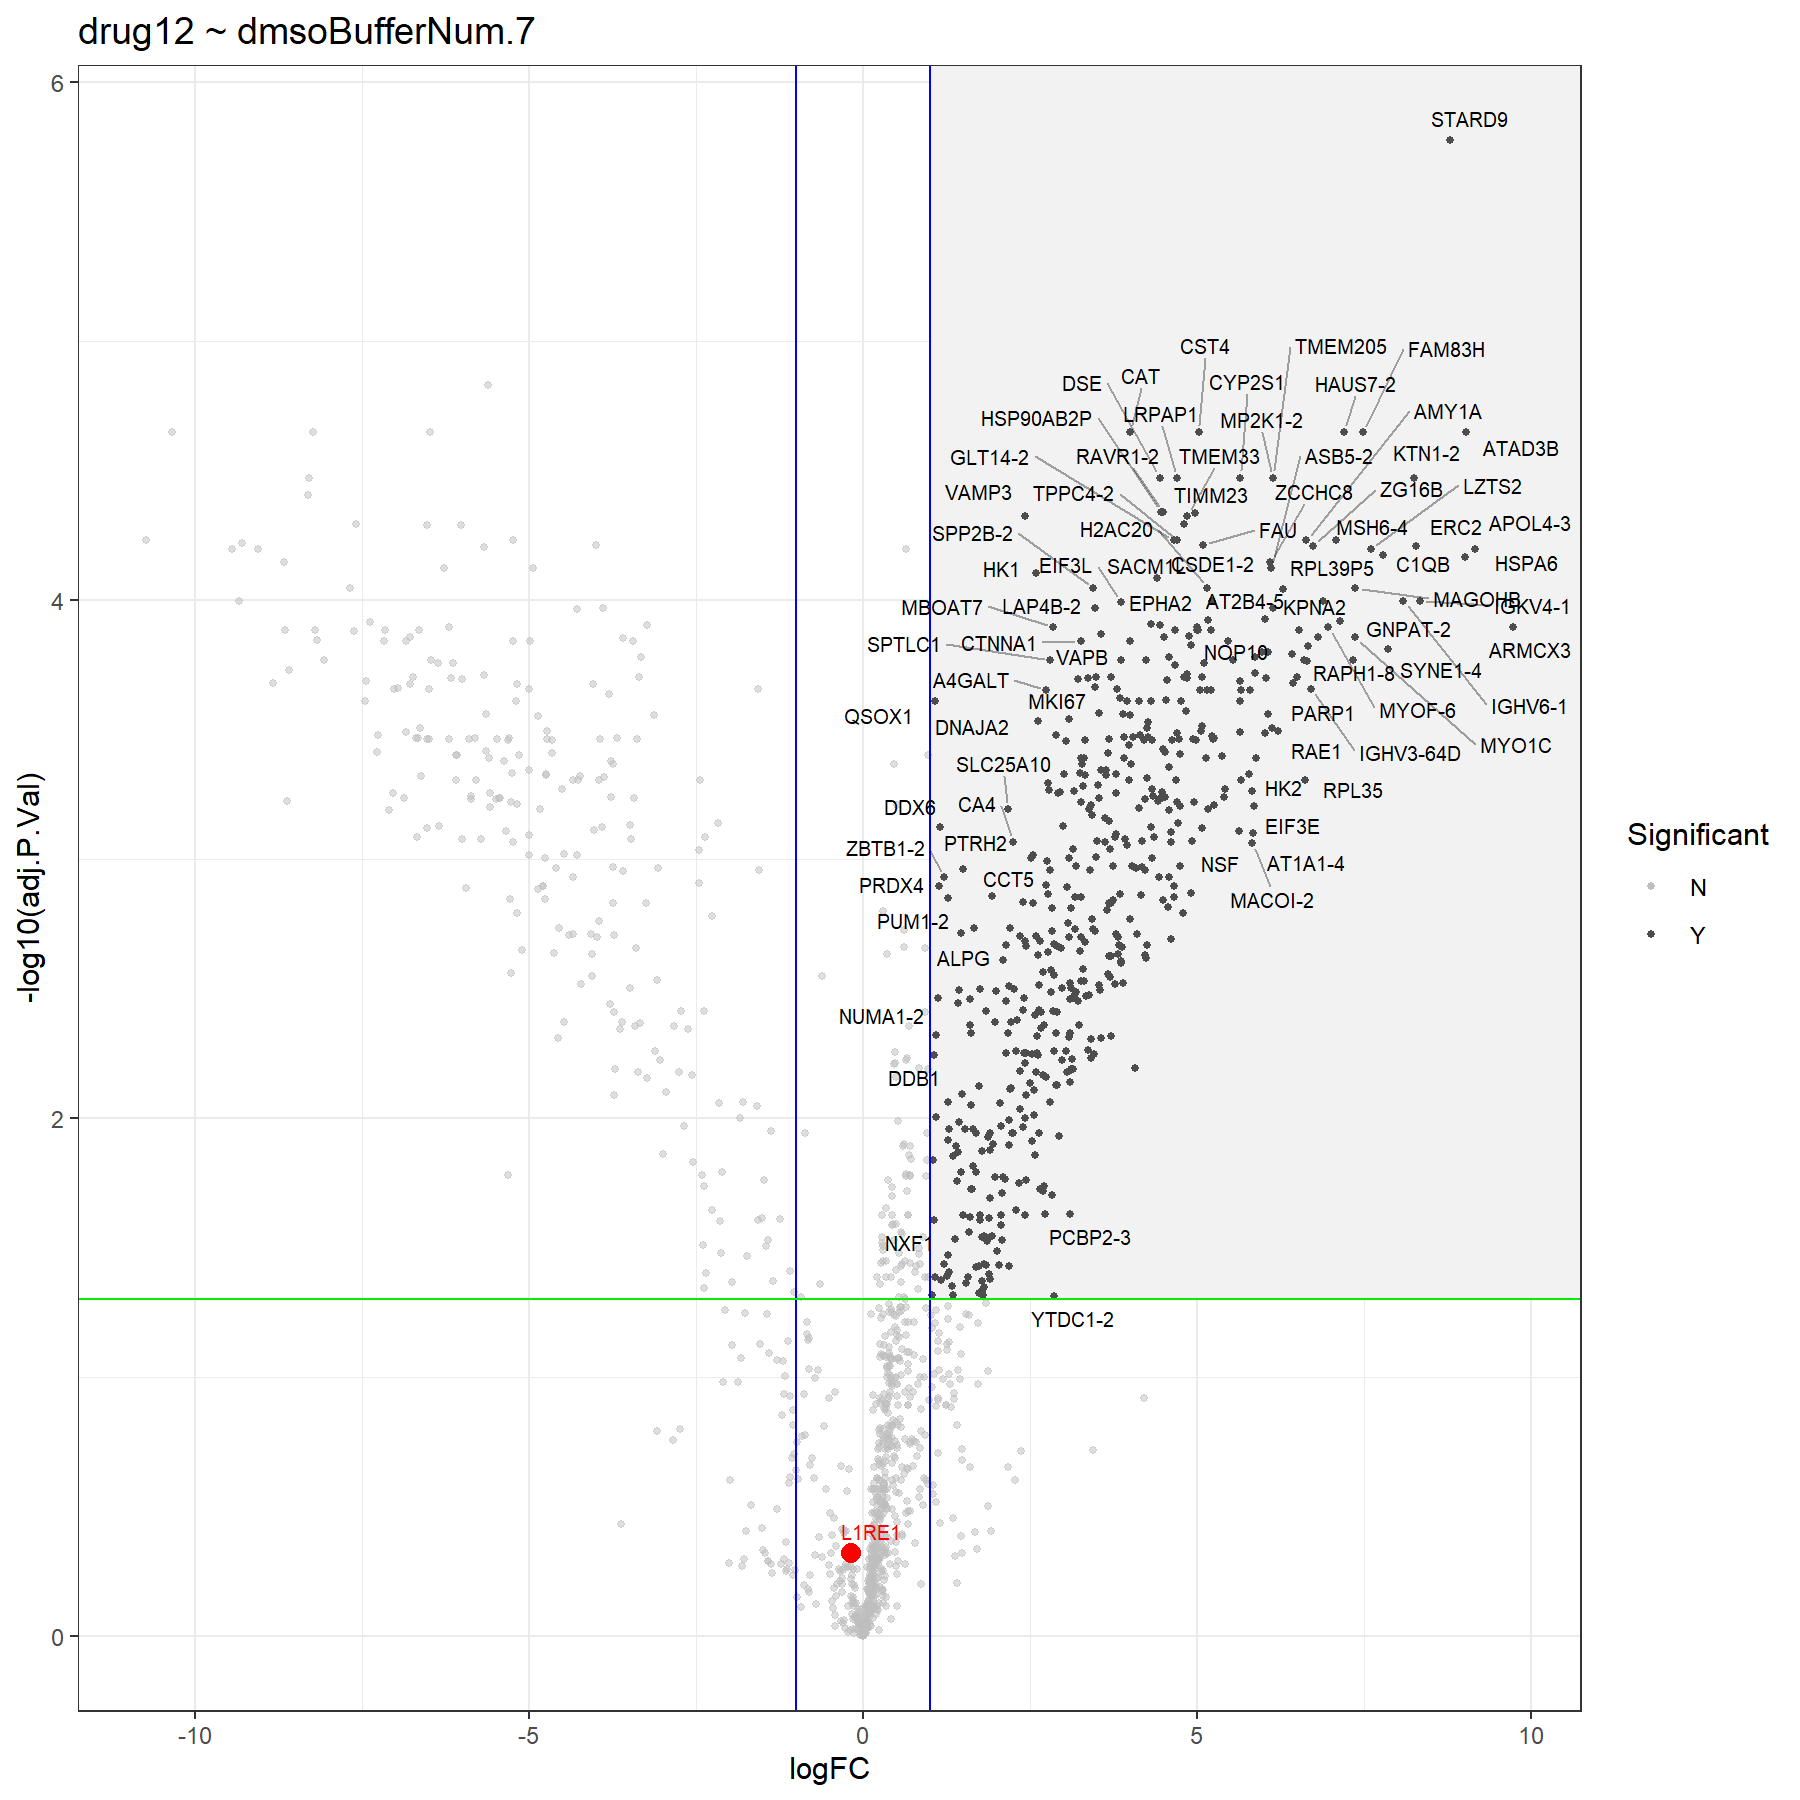 drug12 ~ dmsoBufferNum.7
6
STARD9
CST4
TMEM205
FAM83H
DSE
CAT
CYP2S1
HAUS7-2
HSP90AB2P
LRPAP1
MP2K1-2
AMY1A
GLT14-2
RAVR1-2
TMEM33
ASB5-2
KTN1-2
ATAD3B
VAMP3
TPPC4-2
TIMM23
ZCCHC8
ZG16B
LZTS2
SPP2B-2
H2AC20
FAU
MSH6-4
ERC2
APOL4-3
HK1
EIF3L
SACM1L
CSDE1-2
RPL39P5
C1QB
HSPA6
4
MBOAT7
LAP4B-2
EPHA2
AT2B4-5
KPNA2
MAGOHB
IGKV4-1
SPTLC1
CTNNA1
VAPB
NOP10
GNPAT-2
ARMCX3
A4GALT
RAPH1-8
SYNE1-4
QSOX1
MKI67
PARP1
MYOF-6
IGHV6-1
DNAJA2
RAE1
IGHV3-64D
MYO1C
SLC25A10
HK2
RPL35
DDX6
CA4
EIF3E
Significant
ZBTB1-2
PTRH2
NSF
AT1A1-4
PRDX4
CCT5
MACOI-2
N
PUM1-2
Y
ALPG
-log10(adj.P.Val)
NUMA1-2
DDB1
2
NXF1
PCBP2-3
YTDC1-2
L1RE1
0
-10
-5
0
5
10
logFC